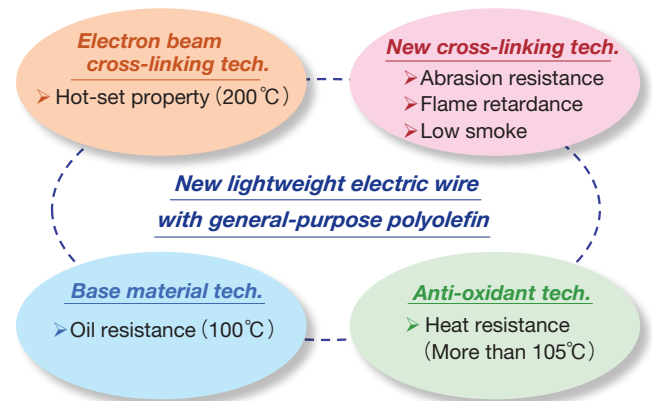 Electron beam
cross-linking tech.
➢ Hot-set property (200℃)
New cross-linking tech.
➢ Abrasion resistance
➢ Flame retardance
➢ Low smoke
New lightweight electric wire
with general-purpose polyolefin
Base material tech.
➢ Oil resistance (100℃)
Anti-oxidant tech.
➢ Heat resistance
(More than 105℃)